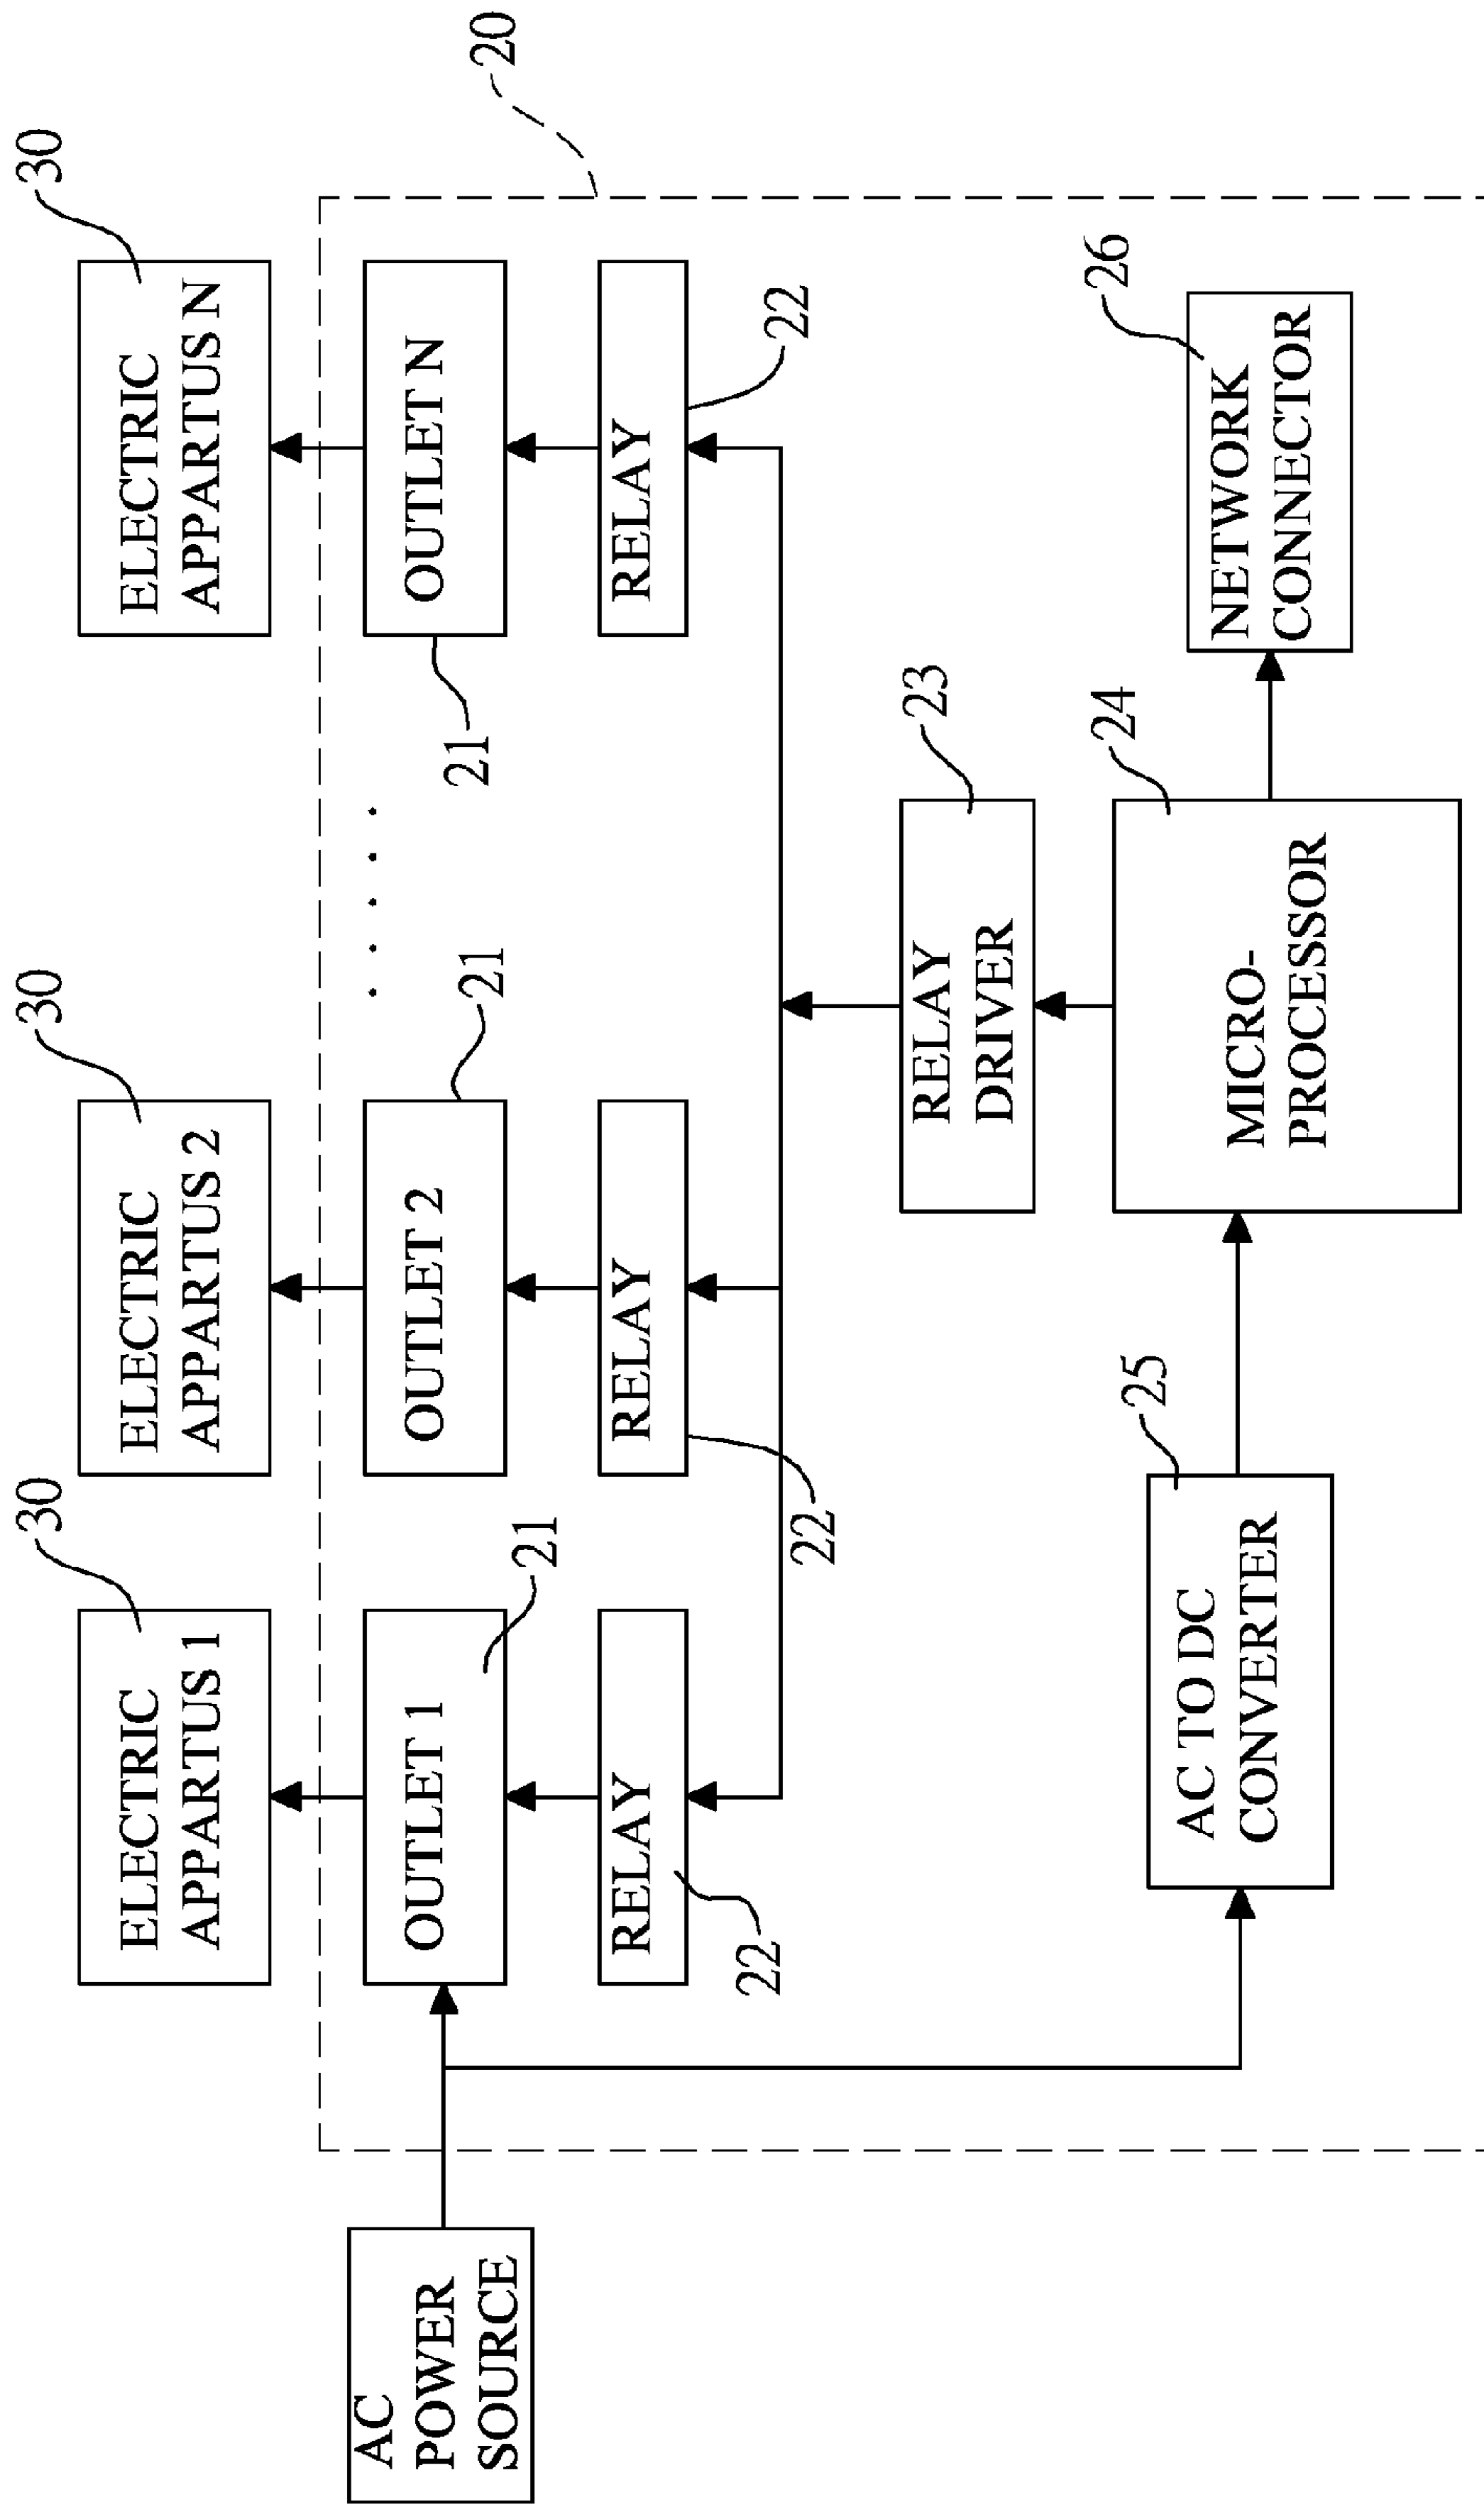 30
30
30
20
ELECTRIC
APPARTUS 1
ELECTRIC
APPARTUS 2
ELECTRIC
APPARTUS N
AC
POWER
SOURCE
OUTLET 1
21
OUTLET 2
21
21
OUTLET N
RELAY
22
RELAY
22
RELAY
22
RELAY
DRIVER
23
AC TO DC
CONVERTER
25
MICRO-
PROCESSOR
24
NETWORK
CONNECTOR
26